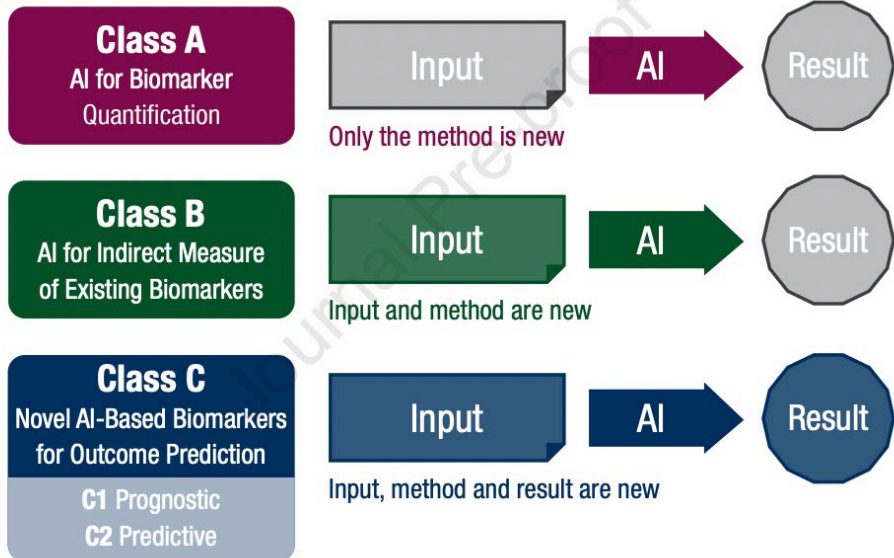 Class A
AI for Biomarker
Quantification
Input
AI
Result
Only the method is new
Class B
AI for Indirect Measure
of Existing Biomarkers
Input
AI
Result
Input and method are new
Class C
Novel AI-Based Biomarkers
for Outcome Prediction
C1 Prognostic
C2 Predictive
Input
AI
Result
Input, method and result are new
Journal Pre-proof